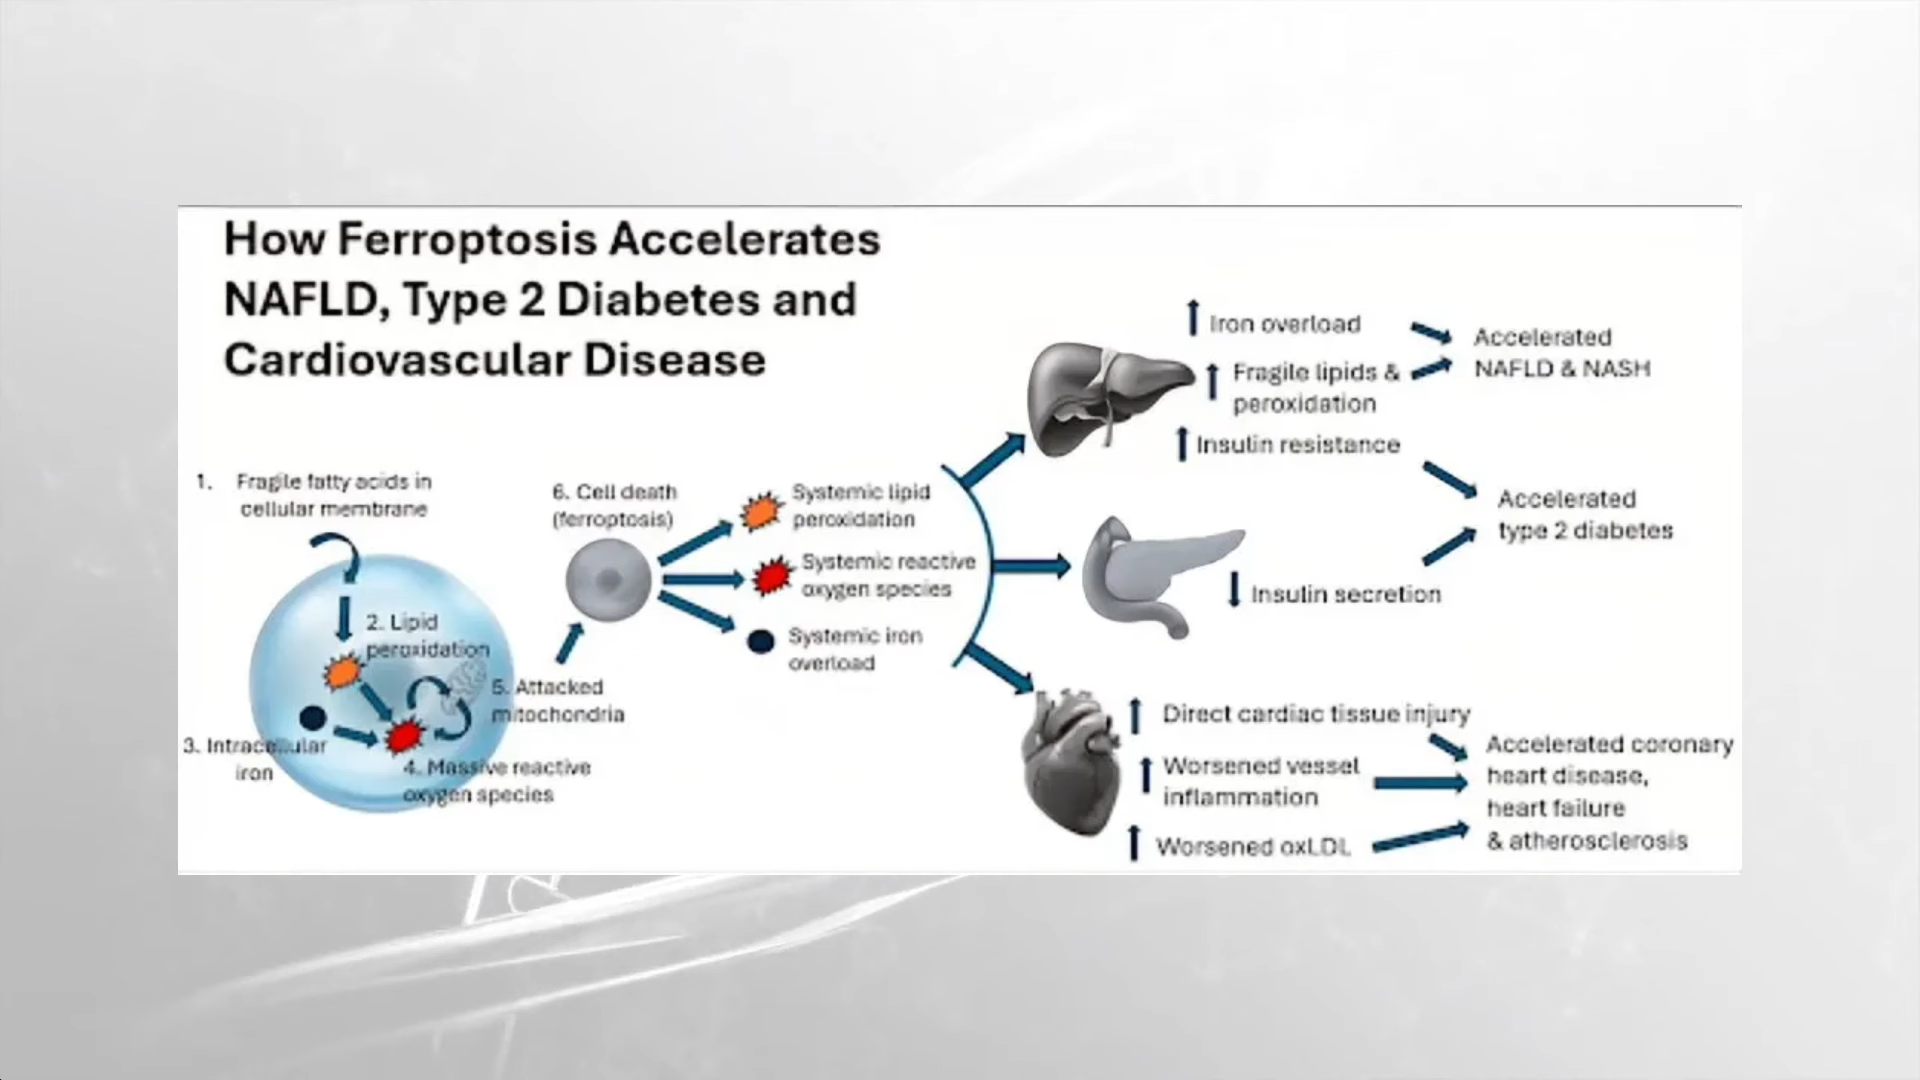 How Ferroptosis Accelerates
NAFLD, Type 2 Diabetes and
Cardiovascular Disease
1. Fragile fatty acids in
cellular membrane
2. Lipid
peroxidation
3. Intracellular
iron
4. Massive reactive
oxygen species
5. Attacked
mitochondria
6. Cell death
(ferroptosis)
Systemic lipid
peroxidation
Systemic reactive
oxygen species
Systemic iron
overload
Iron overload
Fragile lipids &
peroxidation
Insulin resistance
Accelerated
NAFLD & NASH
Insulin secretion
Accelerated
type 2 diabetes
Direct cardiac tissue injury
Worsened vessel
inflammation
Worsened oxLDL
Accelerated coronary
heart disease,
heart failure
& atherosclerosis